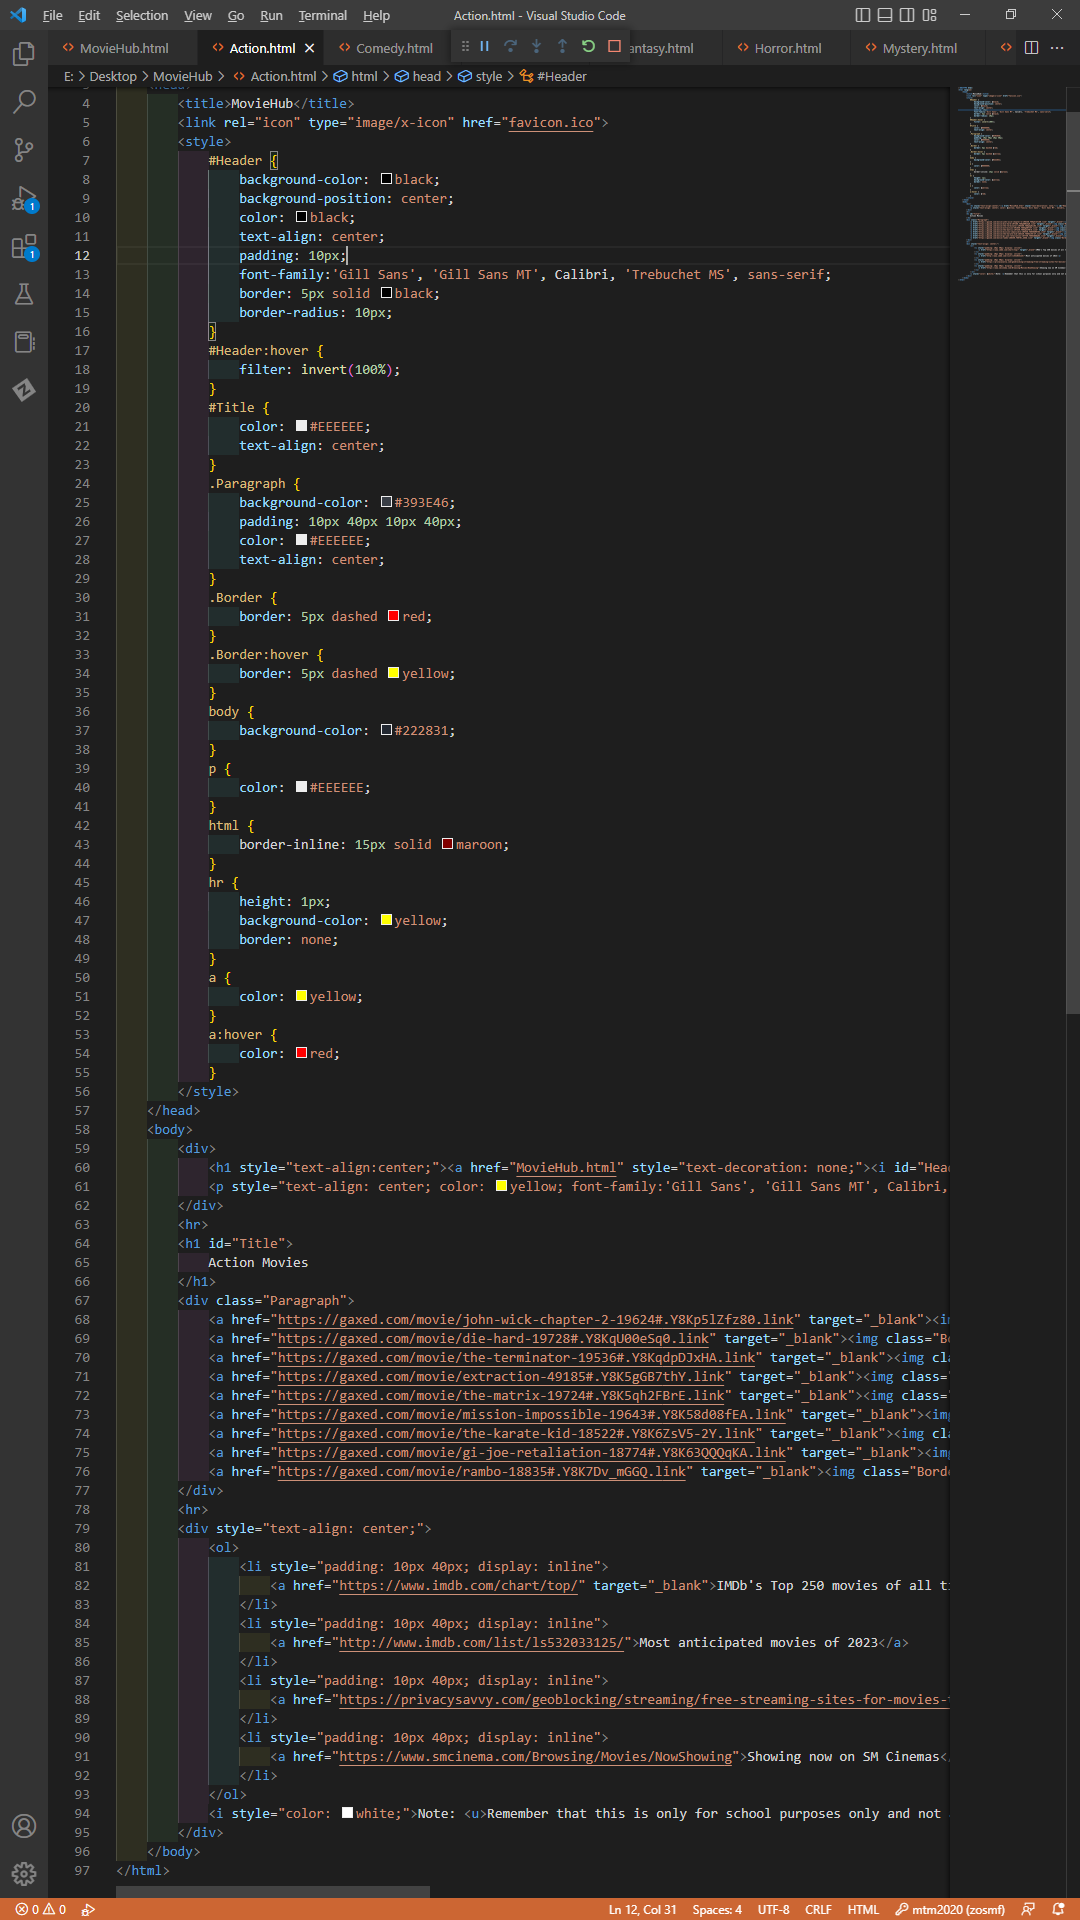 File Edit Selection View Go Run Terminal Help Action.html - Visual Studio Code
MovieHub.html Action.html Comedy.html antasy.html Horror.html Mystery.html
E: > Desktop > MovieHub > Action.html > html > head > style > #Header
4 <title>MovieHub</title>
5 <link rel="icon" type="image/x-icon" href="favicon.ico">
6 <style>
7 #Header {
8 background-color: black;
9 background-position: center;
10 color: black;
11 text-align: center;
12 padding: 10px;
13 font-family:'Gill Sans', 'Gill Sans MT', Calibri, 'Trebuchet MS', sans-serif;
14 border: 5px solid black;
15 border-radius: 10px;
16 }
17 #Header:hover {
18 filter: invert(100%);
19 }
20 #Title {
21 color: #EEEEEE;
22 text-align: center;
23 }
24 .Paragraph {
25 background-color: #393E46;
26 padding: 10px 40px 10px 40px;
27 color: #EEEEEE;
28 text-align: center;
29 }
30 .Border {
31 border: 5px dashed red;
32 }
33 .Border:hover {
34 border: 5px dashed yellow;
35 }
36 body {
37 background-color: #222831;
38 }
39 p {
40 color: #EEEEEE;
41 }
42 html {
43 border-inline: 15px solid maroon;
44 }
45 hr {
46 height: 1px;
47 background-color: yellow;
48 border: none;
49 }
50 a {
51 color: yellow;
52 }
53 a:hover {
54 color: red;
55 }
56 </style>
57 </head>
58 <body>
59 <div>
60 <h1 style="text-align:center;"><a href="MovieHub.html" style="text-decoration: none;"><i id="Hea
61 <p style="text-align: center; color: yellow; font-family:'Gill Sans', 'Gill Sans MT', Calibri,
62 </div>
63 <hr>
64 <h1 id="Title">
65 Action Movies
66 </h1>
67 <div class="Paragraph">
68 <a href="https://gaxed.com/movie/john-wick-chapter-2-19624#.Y8Kp5lZfz80.link" target="_blank"><i
69 <a href="https://gaxed.com/movie/die-hard-19728#.Y8KqU00eSq0.link" target="_blank"><img class="Bo
70 <a href="https://gaxed.com/movie/the-terminator-19536#.Y8KqdpDJxHA.link" target="_blank"><img cla
71 <a href="https://gaxed.com/movie/extraction-49185#.Y8K5gGB7thY.link" target="_blank"><img class="
72 <a href="https://gaxed.com/movie/the-matrix-19724#.Y8K5qh2FBrE.link" target="_blank"><img class="
73 <a href="https://gaxed.com/movie/mission-impossible-19643#.Y8K58d08fEA.link" target="_blank"><img
74 <a href="https://gaxed.com/movie/the-karate-kid-18522#.Y8K6ZsV5-2Y.link" target="_blank"><img cla
75 <a href="https://gaxed.com/movie/gi-joe-retaliation-18774#.Y8K63QQQqKA.link" target="_blank"><img
76 <a href="https://gaxed.com/movie/rambo-18835#.Y8K7Dv_mGGQ.link" target="_blank"><img class="Bord
77 </div>
78 <hr>
79 <div style="text-align: center;">
80 <ol>
81 <li style="padding: 10px 40px; display: inline">
82 <a href="https://www.imdb.com/chart/top/" target="_blank">IMDb's Top 250 movies of all t
83 </li>
84 <li style="padding: 10px 40px; display: inline">
85 <a href="http://www.imdb.com/list/ls532033125/">Most anticipated movies of 2023</a>
86 </li>
87 <li style="padding: 10px 40px; display: inline">
88 <a href="https://privacysavvy.com/geoblocking/streaming/free-streaming-sites-for-movies-
89 </li>
90 <li style="padding: 10px 40px; display: inline">
91 <a href="https://www.smcinema.com/Browsing/Movies/NowShowing">Showing now on SM Cinemas<
92 </li>
93 </ol>
94 <i style="color: white;">Note: <u>Remember that this is only for school purposes only and not
95 </div>
96 </body>
97 </html>
0 0 Ln 12, Col 31 Spaces: 4 UTF-8 CRLF HTML mtm2020 (zosmf)